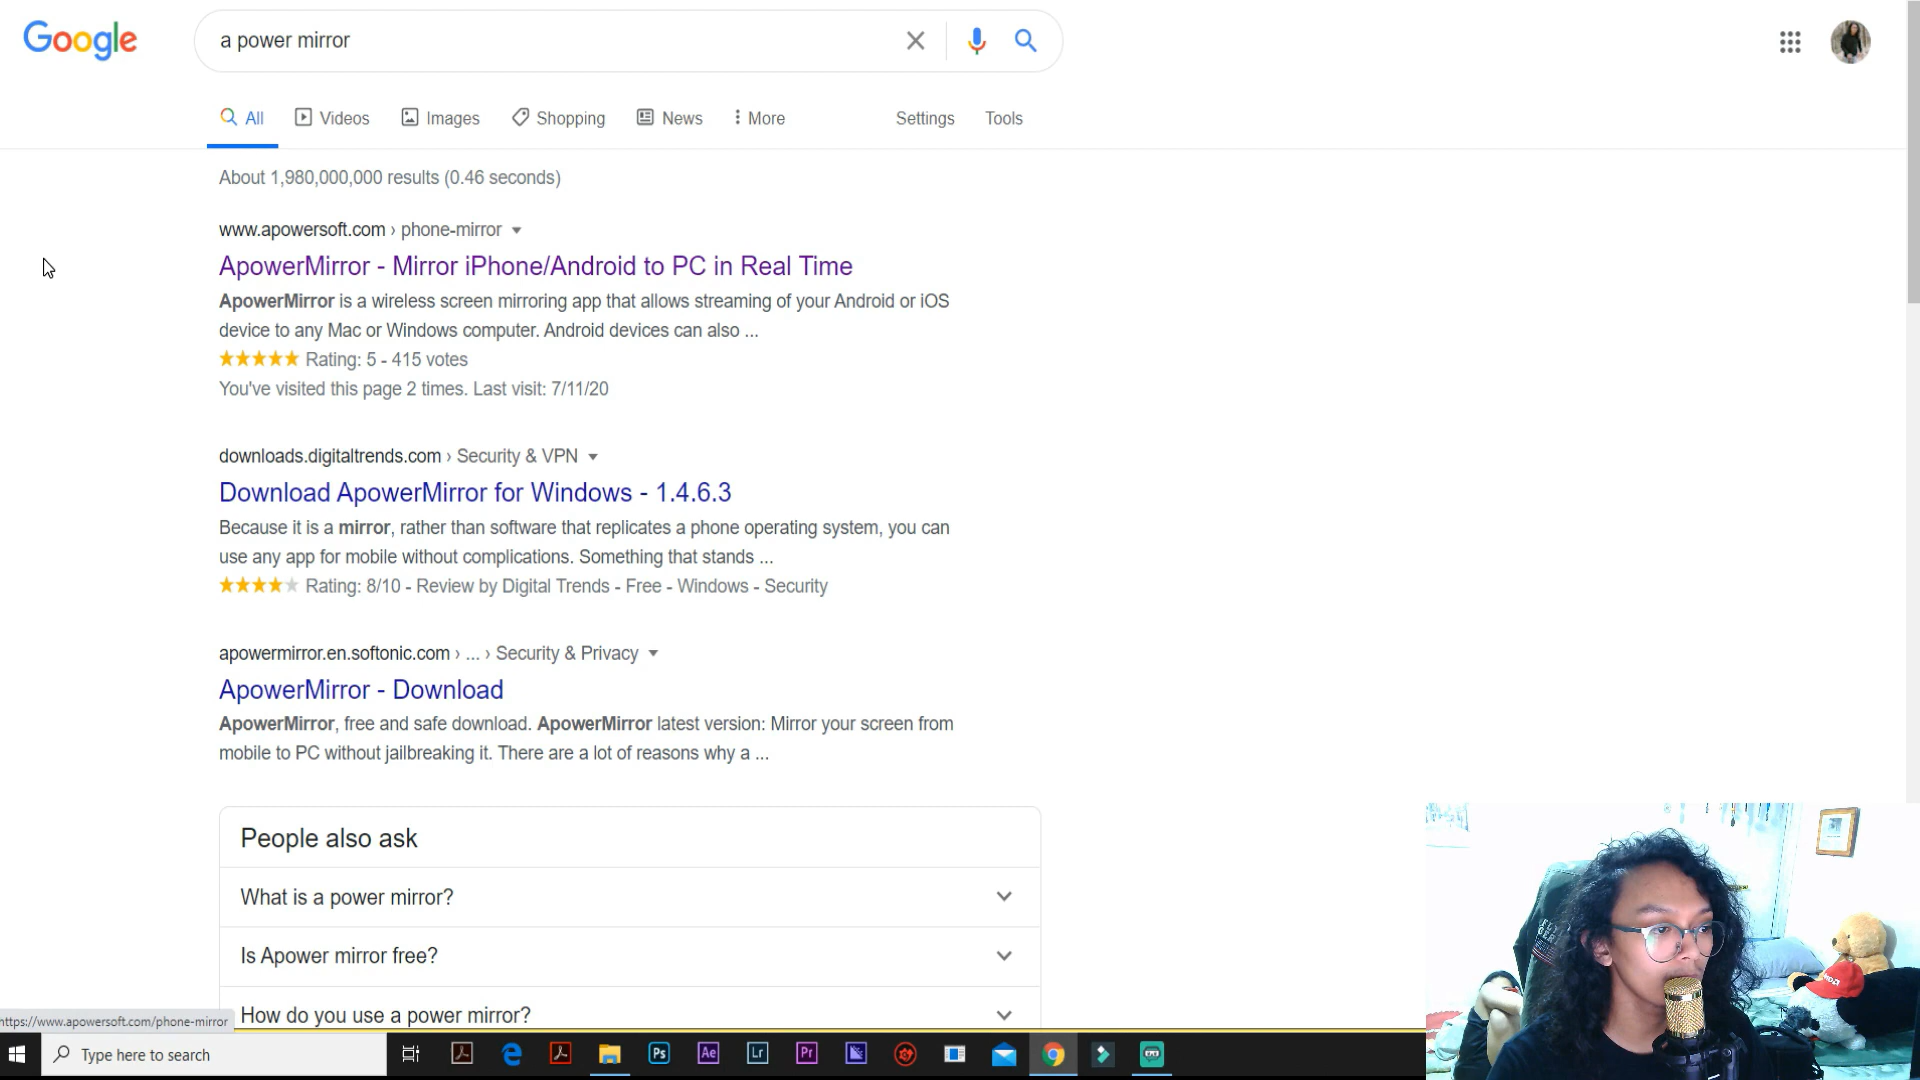 Google
a power mirror
All
Videos
Images
Shopping
News
More
Settings
Tools
About 1,980,000,000 results (0.46 seconds)
www.apowersoft.com › phone-mirror
ApowerMirror - Mirror iPhone/Android to PC in Real Time
ApowerMirror is a wireless screen mirroring app that allows streaming of your Android or iOS
device to any Mac or Windows computer. Android devices can also ...
Rating: 5 - 415 votes
You've visited this page 2 times. Last visit: 7/11/20
downloads.digitaltrends.com › Security & VPN
Download ApowerMirror for Windows - 1.4.6.3
Because it is a mirror, rather than software that replicates a phone operating system, you can
use any app for mobile without complications. Something that stands ...
Rating: 8/10 - Review by Digital Trends - Free - Windows - Security
apowermirror.en.softonic.com › ... › Security & Privacy
ApowerMirror - Download
ApowerMirror, free and safe download. ApowerMirror latest version: Mirror your screen from
mobile to PC without jailbreaking it. There are a lot of reasons why a ...
People also ask
What is a power mirror?
Is Apower mirror free?
How do you use a power mirror?
https://www.apowersoft.com/phone-mirror
Type here to search
Ps
Ae
Lr
Pr